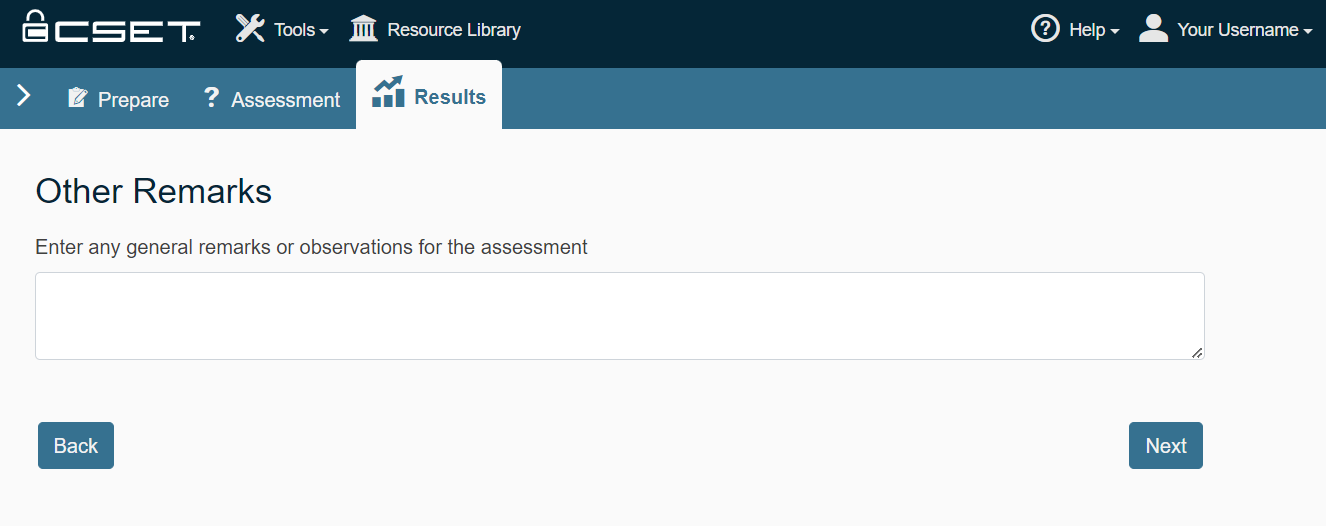 CSET Tools Resource Library ? Help Your Username
Prepare ? Assessment Results
Other Remarks
Enter any general remarks or observations for the assessment
Back Next